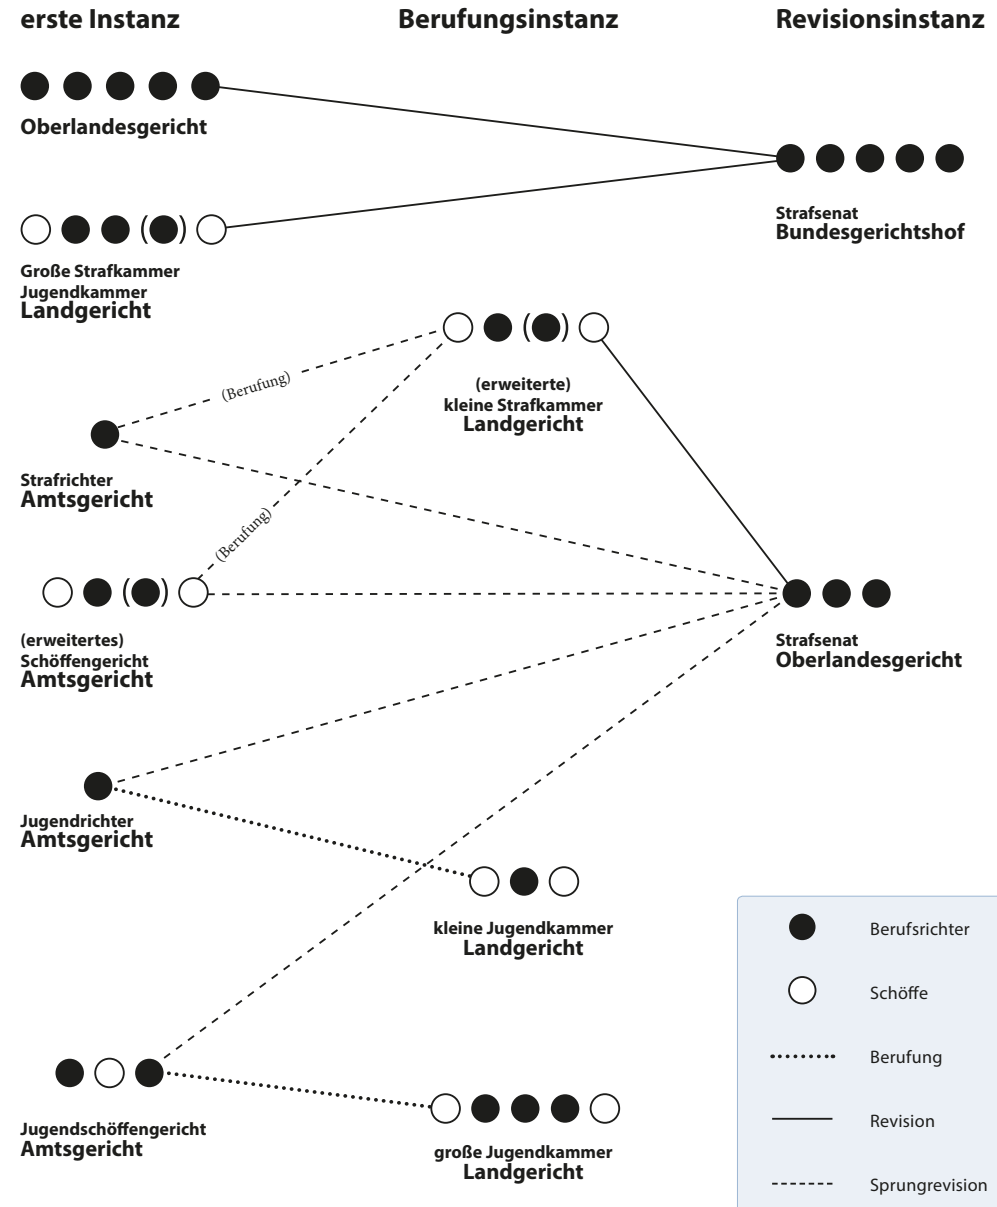 erste Instanz
Berufungsinstanz
Revisionsinstanz
Oberlandesgericht
Strafsenat
Bundesgerichtshof
( )
Große Strafkammer
Jugendkammer
Landgericht
( )
(erweiterte)
kleine Strafkammer
Landgericht
(Berufung)
Strafrichter
Amtsgericht
(Berufung)
( )
(erweitertes)
Schöffengericht
Amtsgericht
Strafsenat
Oberlandesgericht
Jugendrichter
Amtsgericht
kleine Jugendkammer
Landgericht
Jugendschöffengericht
Amtsgericht
große Jugendkammer
Landgericht
Berufsrichter
Schöffe
Berufung
Revision
Sprungrevision